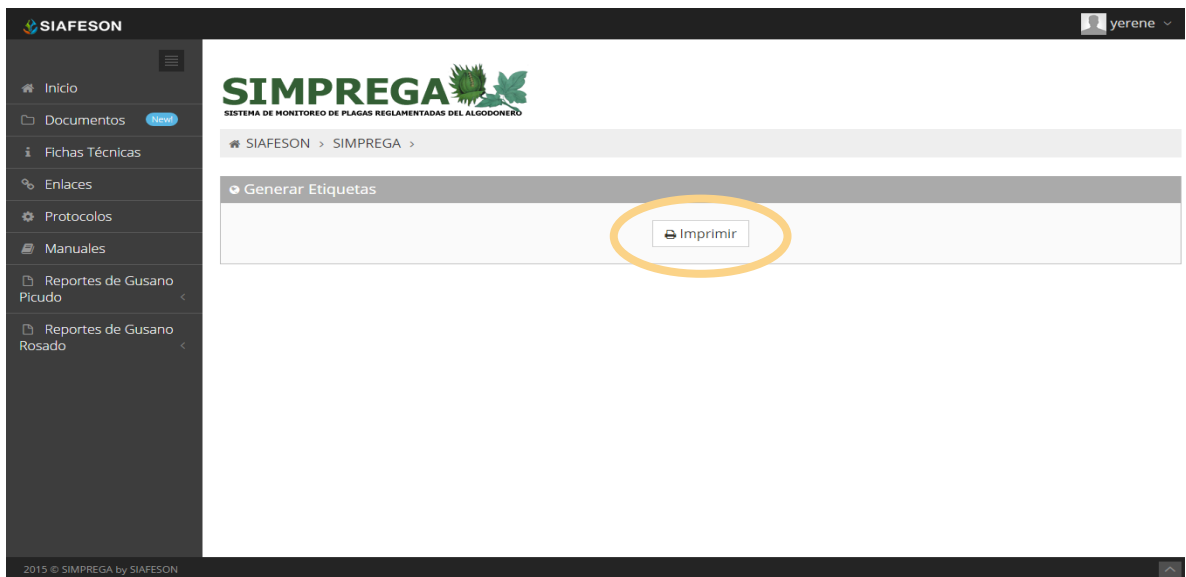 SIAFESON
yerene
Inicio
Documentos New!
Fichas Técnicas
Enlaces
Protocolos
Manuales
Reportes de Gusano
Picudo <
Reportes de Gusano
Rosado <
SIMPREGA
SISTEMA DE MONITOREO DE PLAGAS REGLAMENTADAS DEL ALGODONERO
SIAFESON > SIMPREGA >
Generar Etiquetas
Imprimir
2015 © SIMPREGA by SIAFESON